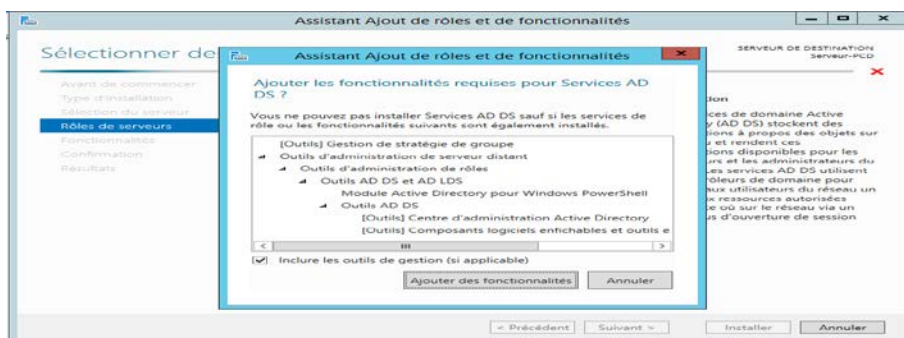 Assistant Ajout de rôles et de fonctionnalités
Sélectionner de
SERVEUR DE DESTINATION
Serveur-PCD
Avant de commencer
Type d'installation
Sélection du serveur
Rôles de serveurs
Fonctionnalités
Confirmation
Résultats
Assistant Ajout de rôles et de fonctionnalités
Ajouter les fonctionnalités requises pour Services AD
DS ?
Vous ne pouvez pas installer Services AD DS sauf si les services de
rôle ou les fonctionnalités suivants sont également installés.
[Outils] Gestion de stratégie de groupe
Outils d'administration de serveur distant
Outils d'administration de rôles
Outils AD DS et AD LDS
Module Active Directory pour Windows PowerShell
Outils AD DS
[Outils] Centre d'administration Active Directory
[Outils] Composants logiciels enfichables et outils e
Inclure les outils de gestion (si applicable)
Ajouter des fonctionnalités
Annuler
ion
ces de domaine Active
y (AD DS) stockent des
tions à propos des objets sur
u et rendent ces
tions disponibles pour les
urs et les administrateurs du
Les services AD DS utilisent
rôleurs de domaine pour
aux utilisateurs du réseau un
x ressources autorisées
te où sur le réseau via un
us d'ouverture de session
< Précédent
Suivant >
Installer
Annuler